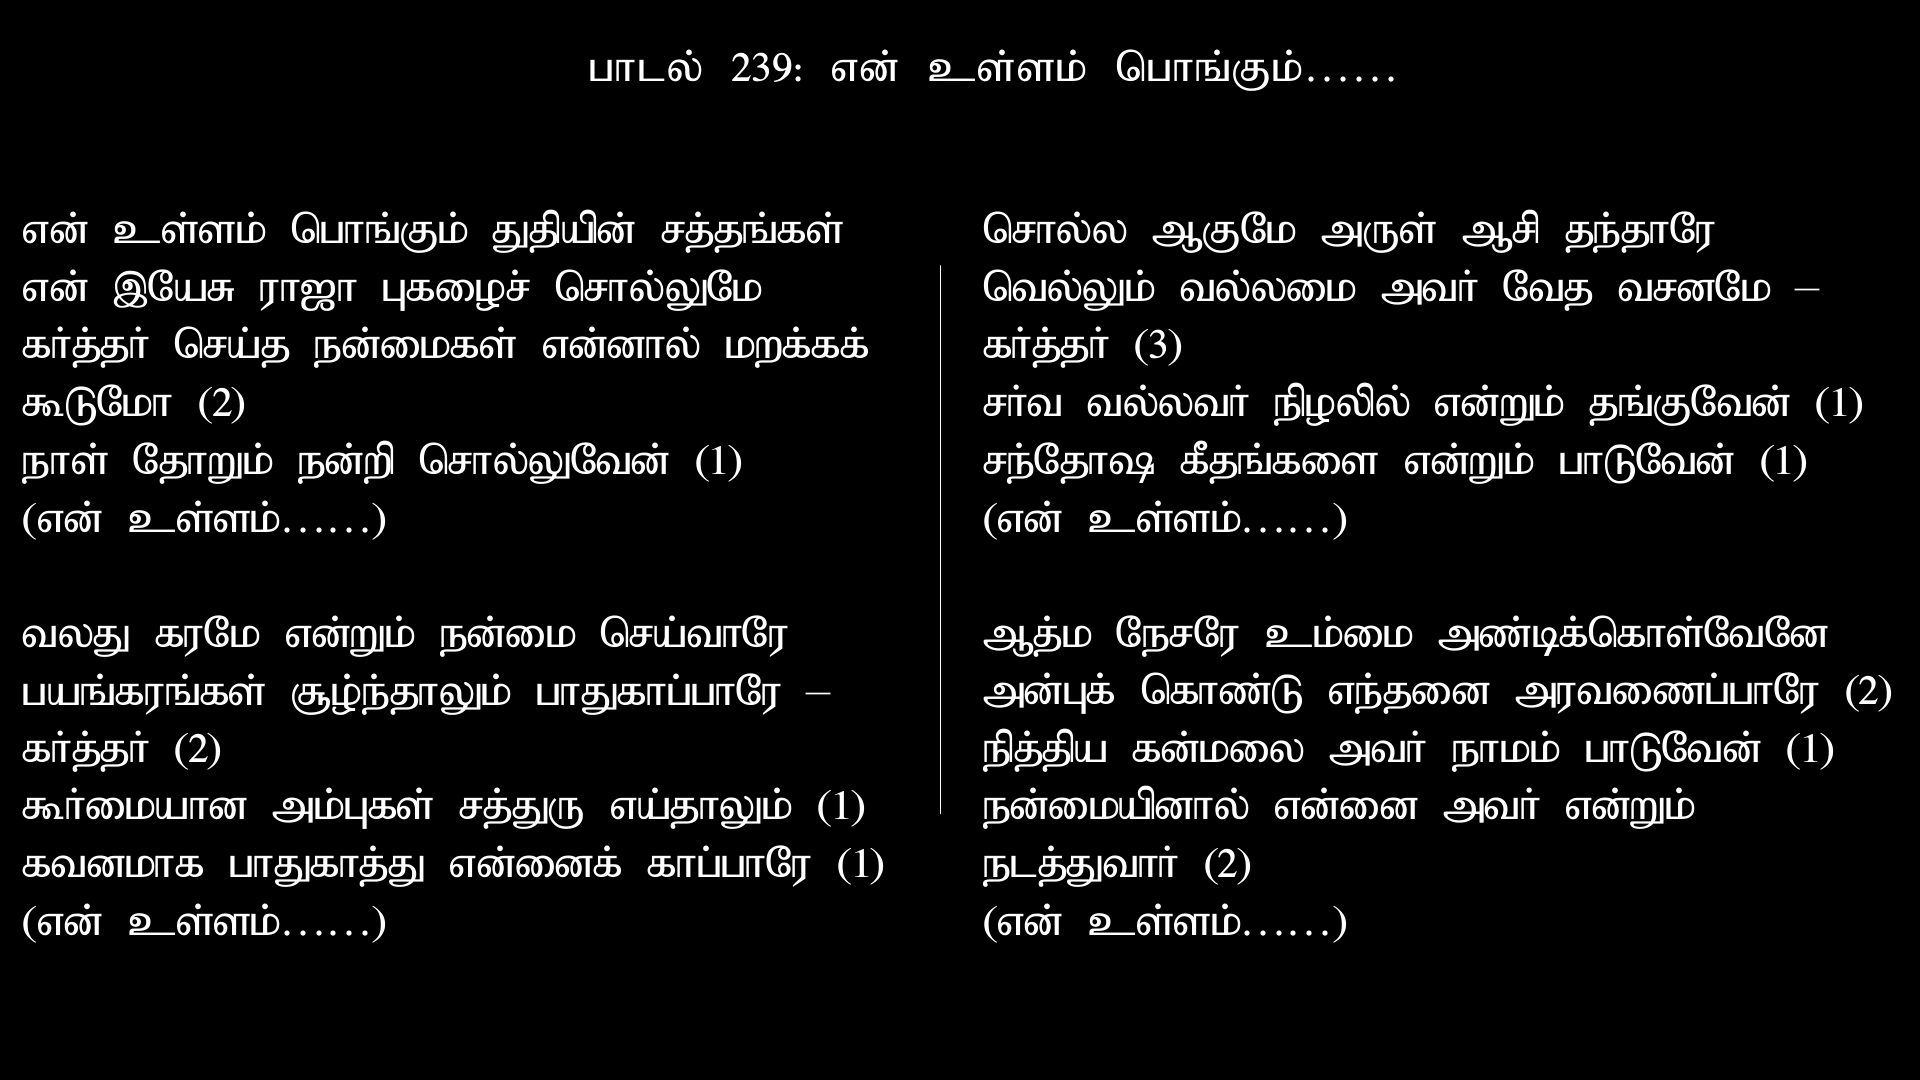 பாடல் 239: என் உள்ளம் பொங்கும்......
என் உள்ளம் பொங்கும் துதியின் சத்தங்கள்
என் இயேசு ராஜா புகழைச் சொல்லுமே
கர்த்தர் செய்த நன்மைகள் என்னால் மறக்கக்
கூடுமோ (2)
நாள் தோறும் நன்றி சொல்லுவேன் (1)
(என் உள்ளம்......)
வலது கரமே என்றும் நன்மை செய்வாரே
பயங்கரங்கள் சூழ்ந்தாலும் பாதுகாப்பாரே –
கர்த்தர் (2)
கூர்மையான அம்புகள் சத்துரு எய்தாலும் (1)
கவனமாக பாதுகாத்து என்னைக் காப்பாரே (1)
(என் உள்ளம்......)
சொல்ல ஆகுமே அருள் ஆசி தந்தாரே
வெல்லும் வல்லமை அவர் வேத வசனமே –
கர்த்தர் (3)
சர்வ வல்லவர் நிழலில் என்றும் தங்குவேன் (1)
சந்தோஷ கீதங்களை என்றும் பாடுவேன் (1)
(என் உள்ளம்......)
ஆத்ம நேசரே உம்மை அண்டிக்கொள்வேனே
அன்புக் கொண்டு எந்தனை அரவணைப்பாரே (2)
நித்திய கன்மலை அவர் நாமம் பாடுவேன் (1)
நன்மையினால் என்னை அவர் என்றும்
நடத்துவார் (2)
(என் உள்ளம்......)